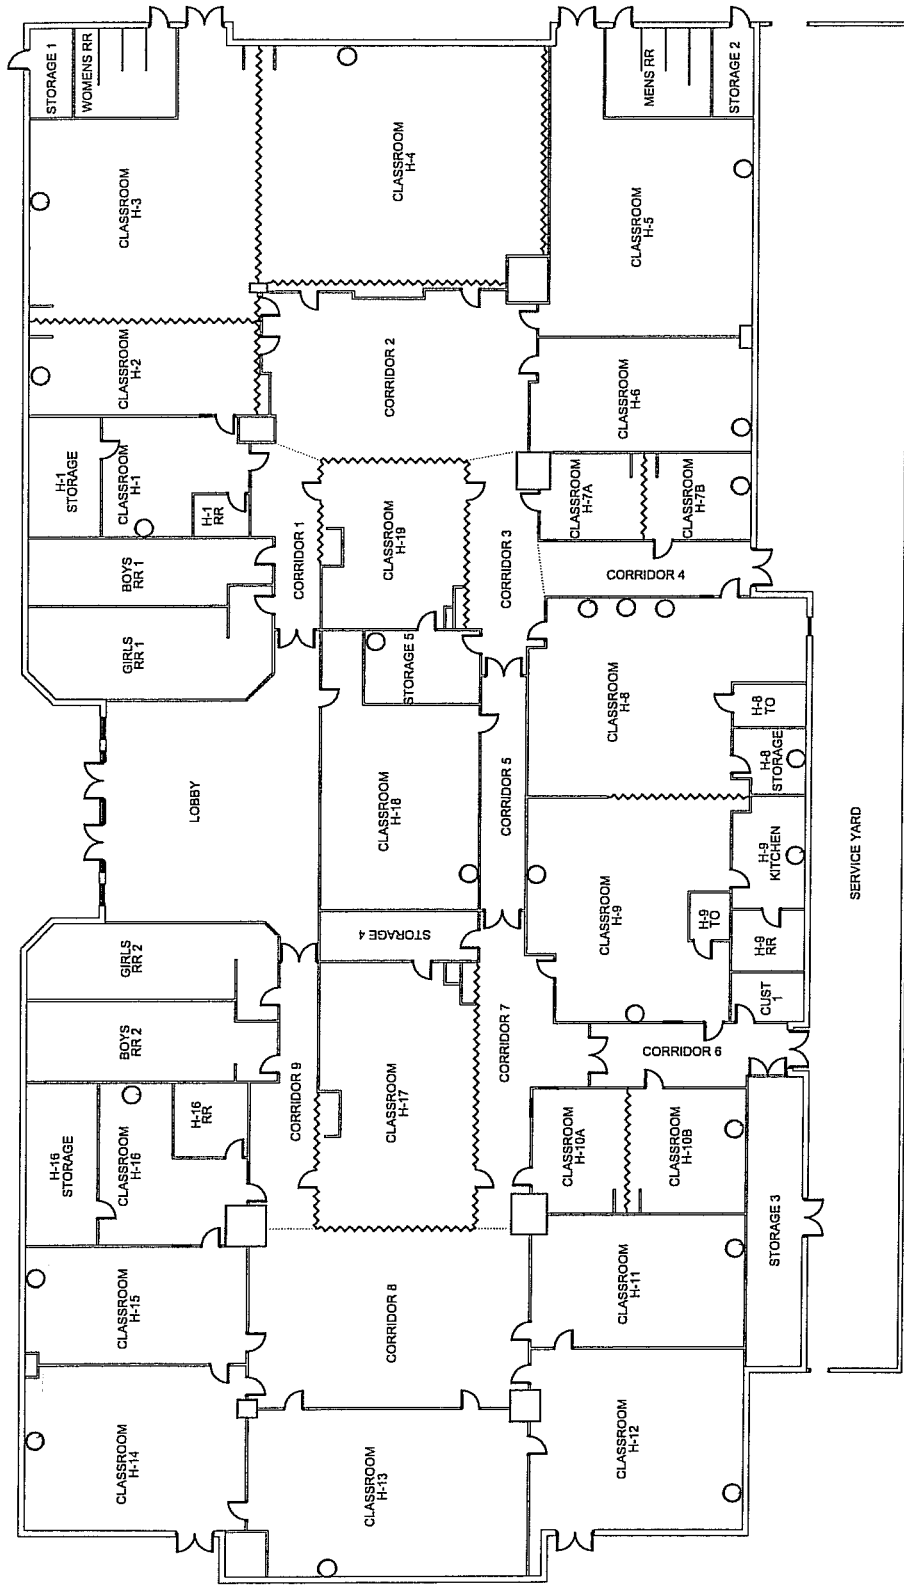 STORAGE 1
WOMENS RR
CLASSROOM
H-3
CLASSROOM
H-2
H-1
STORAGE
CLASSROOM
H-1
H-1
RR
BOYS
RR 1
GIRLS
RR 1
LOBBY
GIRLS
RR 2
BOYS
RR 2
H-16
STORAGE
CLASSROOM
H-16
H-16
RR
CLASSROOM
H-15
CLASSROOM
H-14
CLASSROOM
H-4
CORRIDOR 2
CORRIDOR 1
CLASSROOM
H-19
CORRIDOR 3
STORAGE 5
CLASSROOM
H-18
CORRIDOR 5
STORAGE 4
CORRIDOR 9
CLASSROOM
H-17
CORRIDOR 7
CORRIDOR 8
CLASSROOM
H-13
MENS RR
STORAGE 2
CLASSROOM
H-5
CLASSROOM
H-6
CLASSROOM
H-7A
CLASSROOM
H-7B
CORRIDOR 4
CLASSROOM
H-8
H-8
TO
H-8
STORAGE
CLASSROOM
H-9
H-9
KITCHEN
H-9
TO
H-9
RR
CUST
1
CORRIDOR 6
CLASSROOM
H-10A
CLASSROOM
H-10B
CLASSROOM
H-11
CLASSROOM
H-12
STORAGE 3
SERVICE YARD